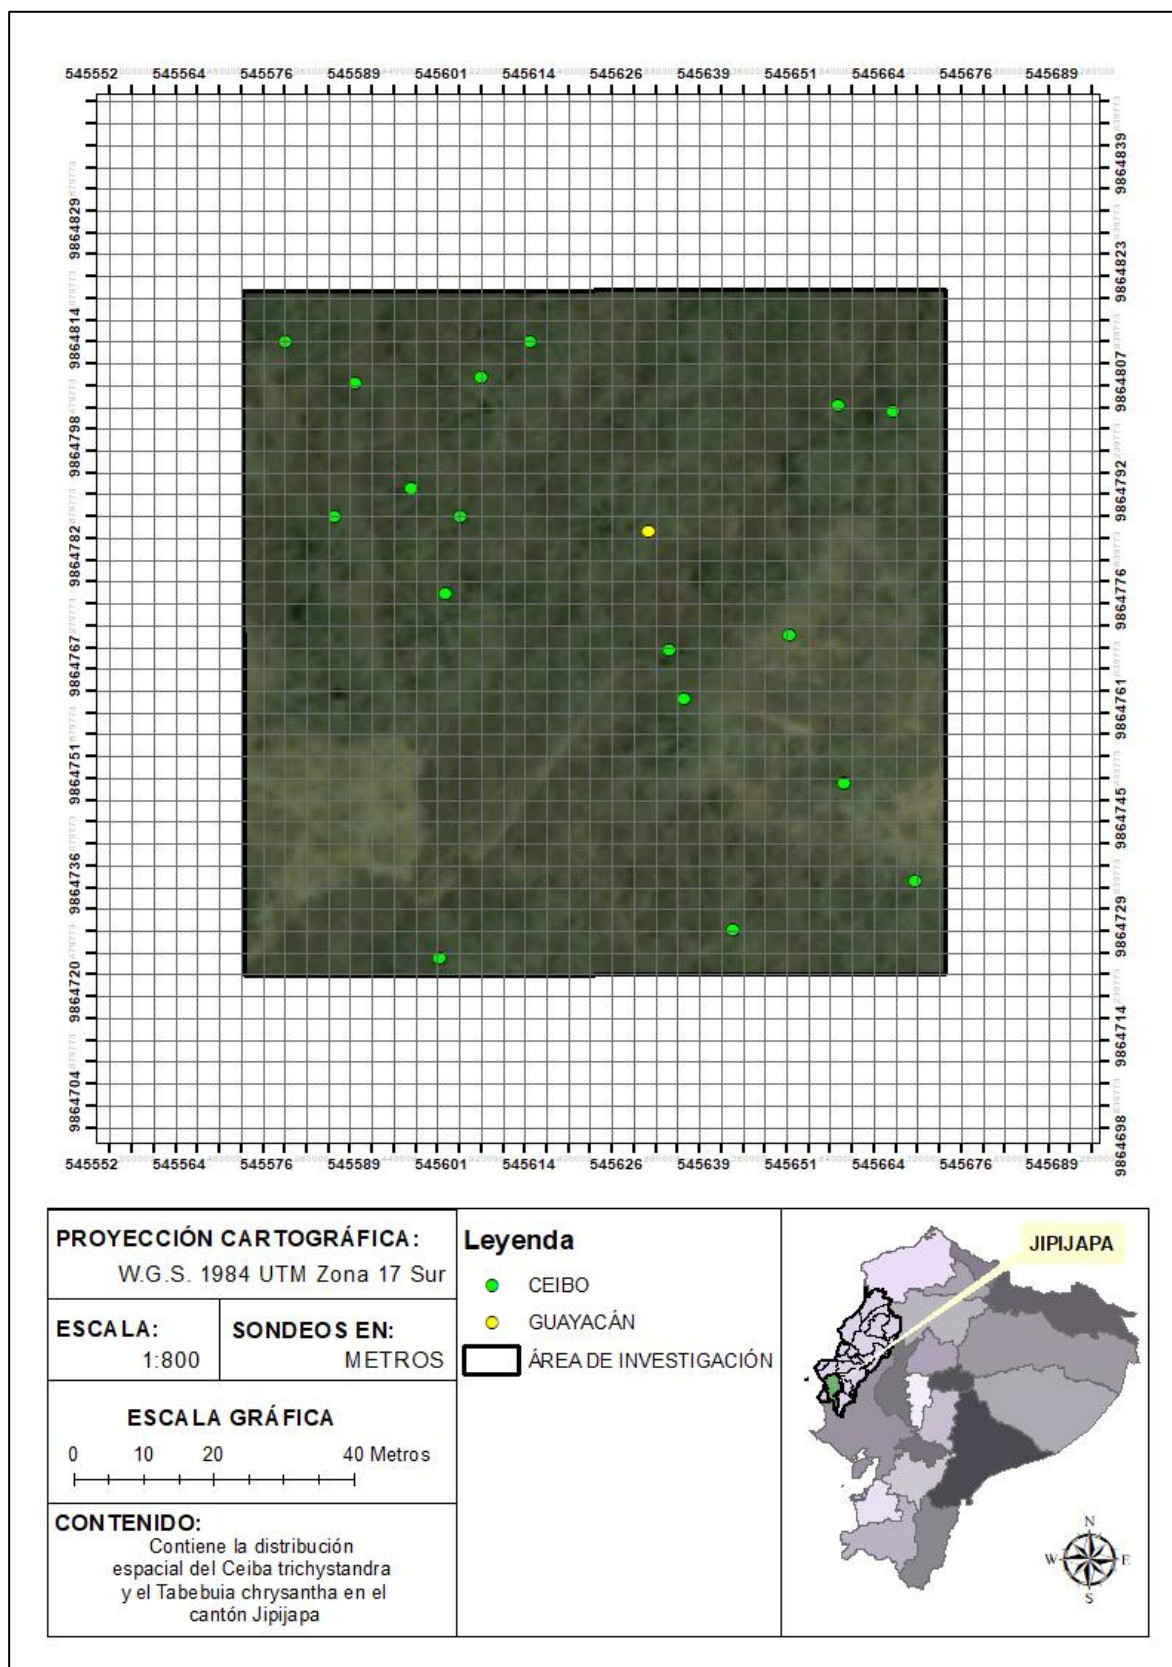 545552 545564 545576 545589 545601 545614 545626 545639 545651 545664 545676 545689
9864829
9864814
9864798
9864782
9864767
9864751
9864736
9864720
9864704
9864839
9864823
9864807
9864792
9864776
9864761
9864745
9864729
9864714
9864698
545552 545564 545576 545589 545601 545614 545626 545639 545651 545664 545676 545689
PROYECCIÓN CARTOGRÁFICA:
W.G.S. 1984 UTM Zona 17 Sur
ESCALA:
1:800
SONDEOS EN:
METROS
ESCALA GRÁFICA
0 10 20 40 Metros
CONTENIDO:
Contiene la distribución
espacial del Ceiba trichystandra
y el Tabebuia chrysantha en el
cantón Jipijapa
Leyenda
CEIBO
GUAYACÁN
ÁREA DE INVESTIGACIÓN
JIPIJAPA
N
W E
S